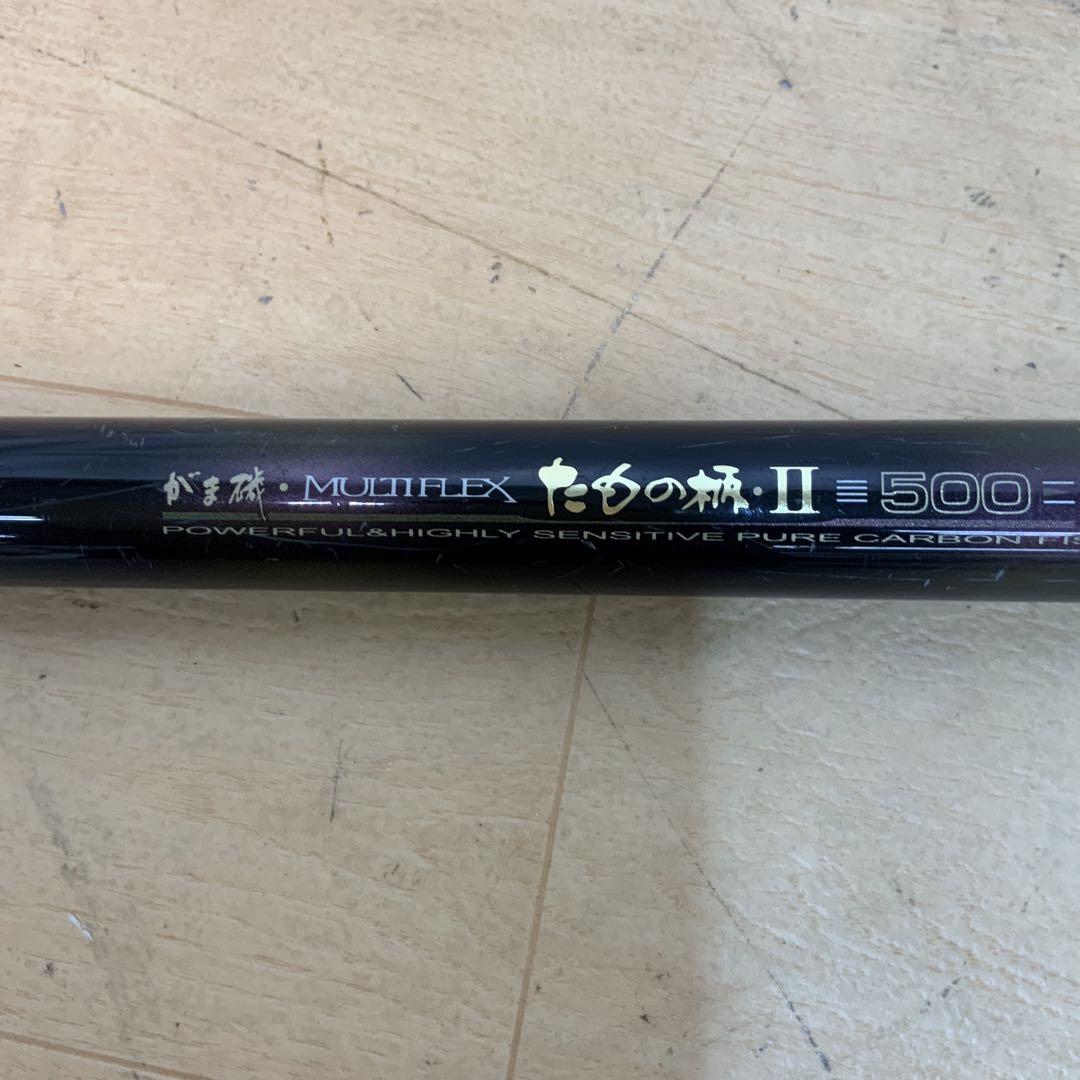 がま磯・MULTIFLEX たもの柄・II 500
POWERFUL&HIGHLY SENSITIVE PURE CARBON